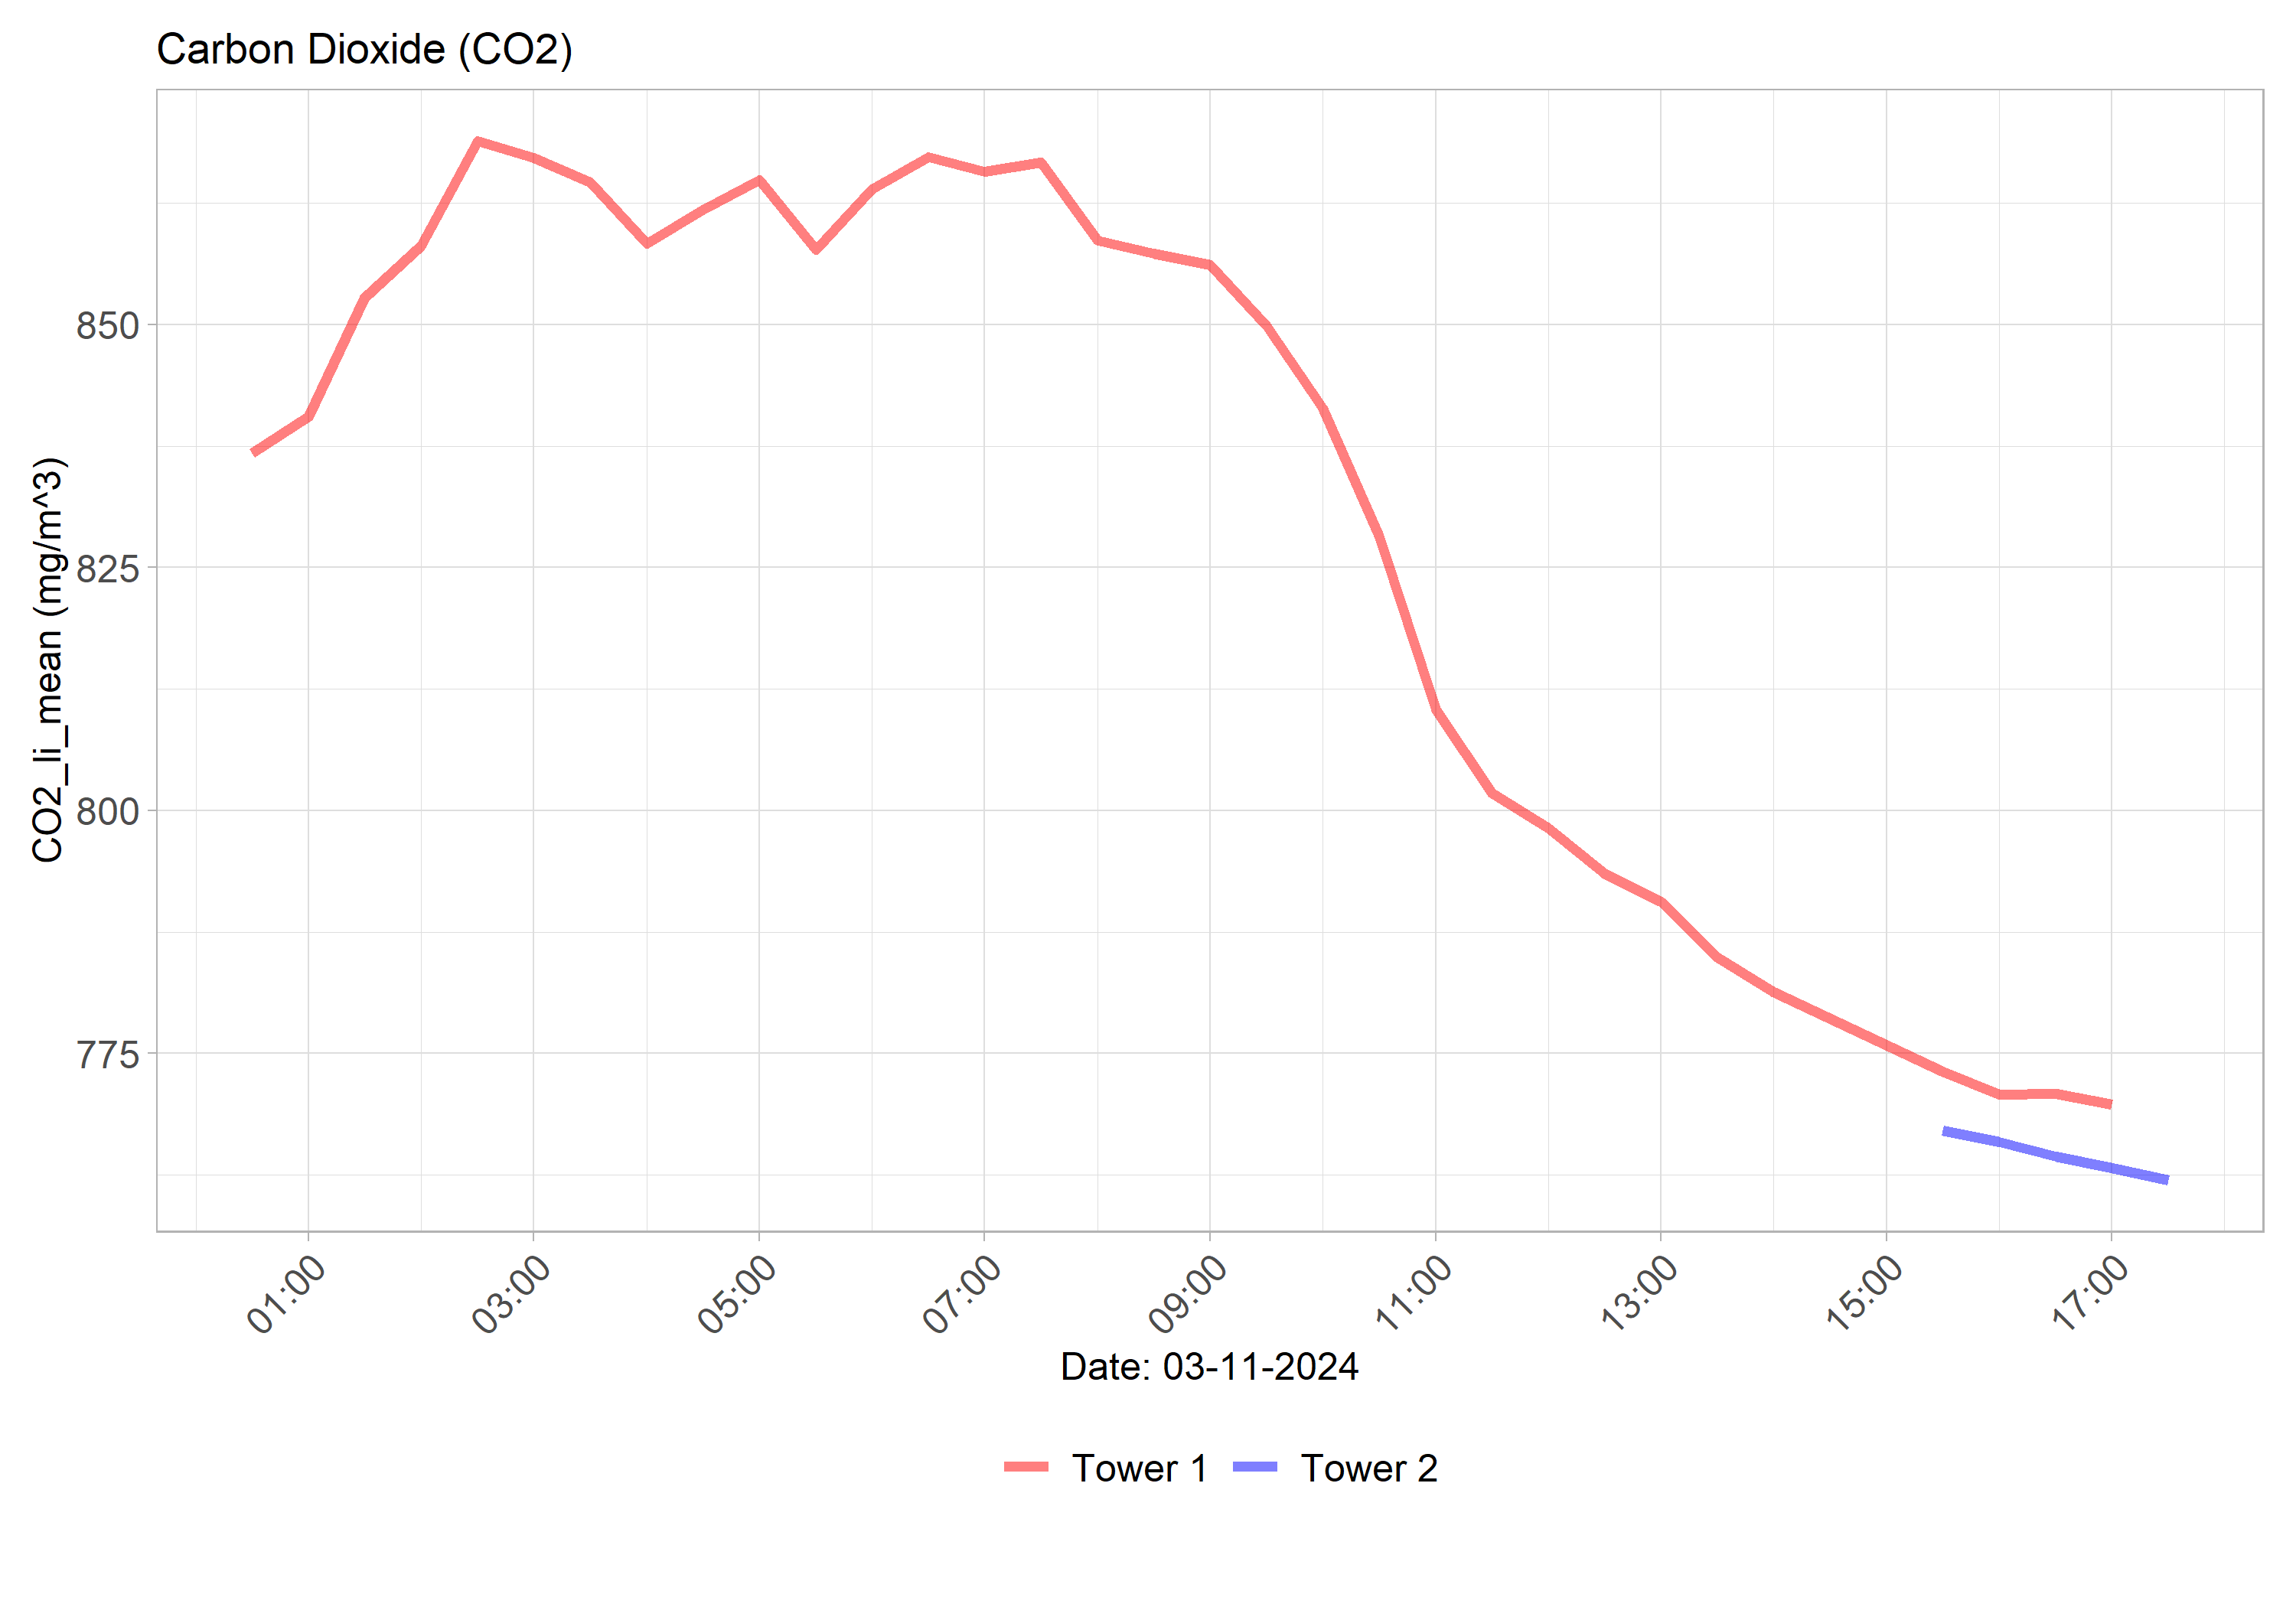 Carbon Dioxide (CO2)
CO2_li_mean (mg/m^3)
850
825
800
775
01:00
03:00
05:00
07:00
09:00
11:00
13:00
15:00
17:00
Date: 03-11-2024
Tower 1
Tower 2